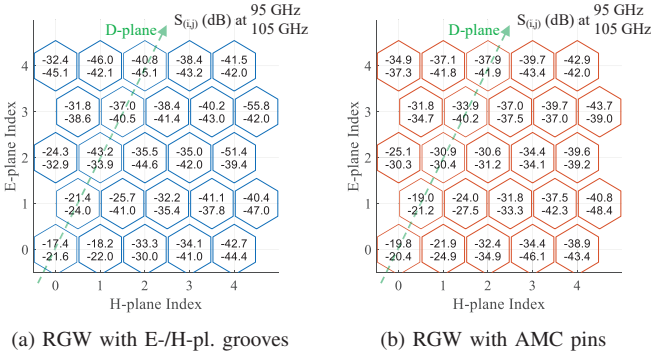 S(i,j) (dB) at 95 GHz
105 GHz
D-plane
E-plane Index
4
-32.4 -46.0 -40.8 -38.4 -41.5
-45.1 -42.1 -45.1 -43.2 -42.0
3
-31.8 -38.4 -40.2 -55.8
-38.6 -40.5 -41.4 -43.0 -42.0
2
-24.3 -43.2 -35.5 -35.0 -51.4
-32.9 -33.9 -44.6 -42.0 -39.4
1
-21.4 -25.7 -32.2 -41.1 -40.4
-24.0 -41.0 -35.4 -37.8 -47.0
0
-17.4 -18.2 -33.3 -34.1 -42.7
-21.6 -22.0 -30.0 -41.0 -44.4
0 1 2 3 4
H-plane Index
(a) RGW with E-/H-pl. grooves
S(i,j) (dB) at 95 GHz
105 GHz
D-plane
E-plane Index
4
-34.9 -37.1 -37.9 -39.7 -42.9
-37.3 -41.8 -41.9 -43.4 -42.0
3
-31.8 -33.9 -37.0 -39.7 -43.7
-34.7 -40.2 -37.5 -37.0 -39.0
2
-25.1 -30.9 -30.6 -34.4 -39.6
-30.3 -30.4 -31.2 -34.1 -39.2
1
-19.0 -24.0 -31.8 -37.5 -40.8
-21.2 -27.5 -33.3 -42.3 -48.4
0
-19.8 -21.9 -32.4 -34.4 -38.9
-20.4 -24.9 -34.9 -46.1 -43.4
0 1 2 3 4
H-plane Index
(b) RGW with AMC pins